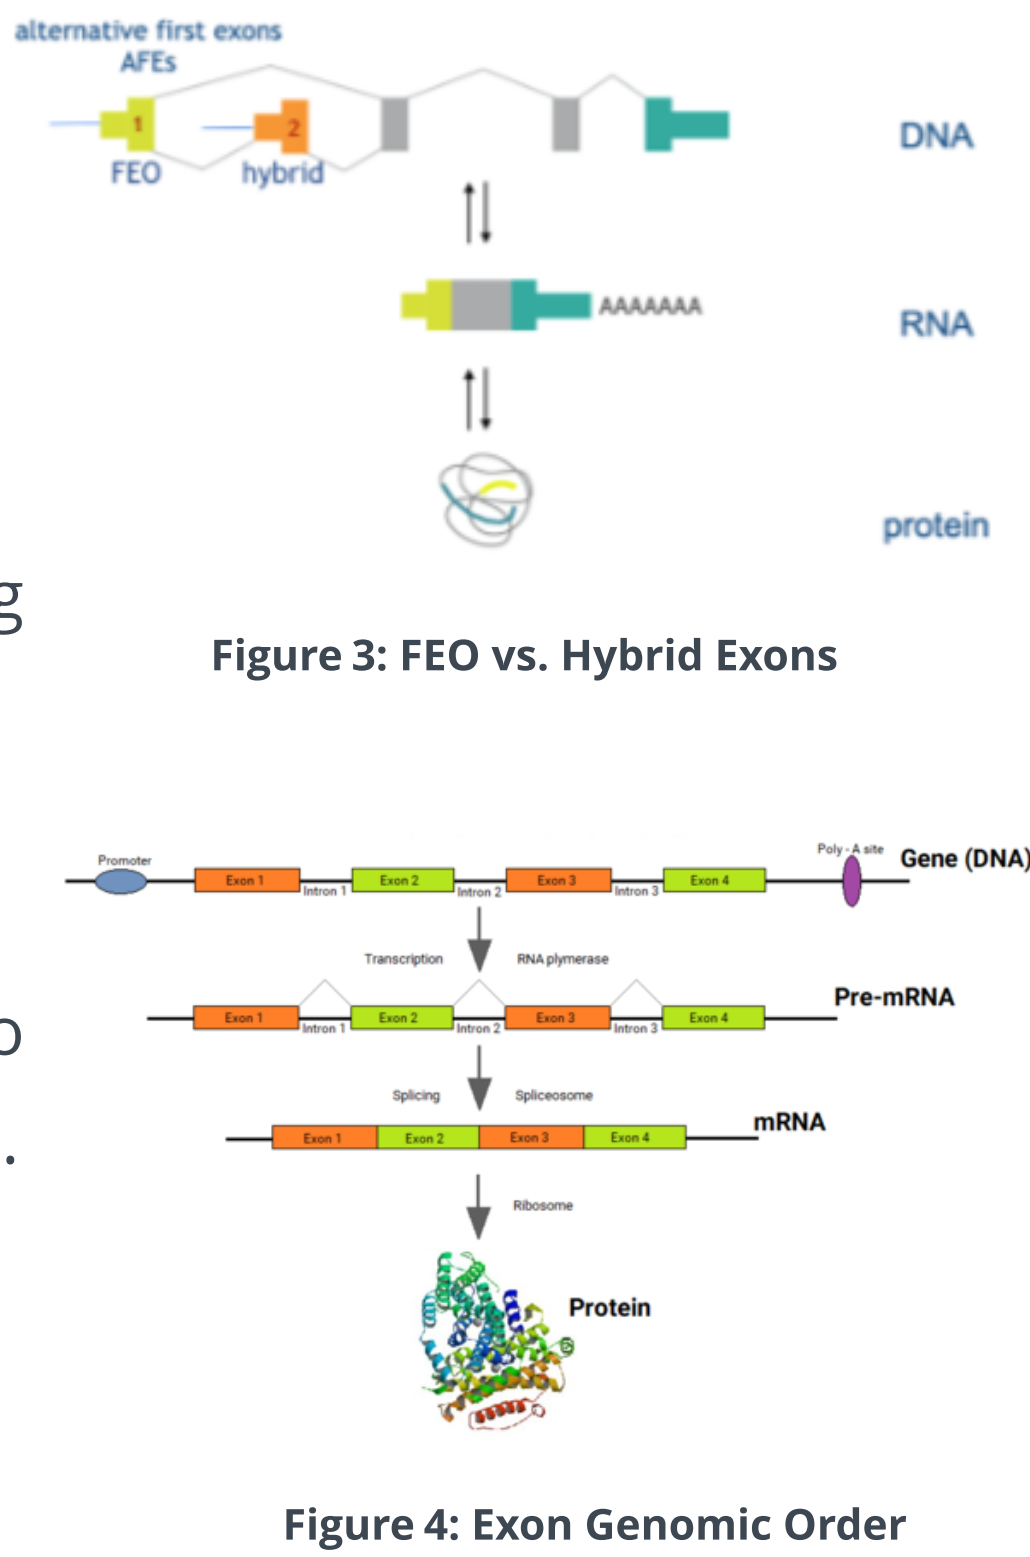 alternative first exons
AFEs
1
2
FEO
hybrid
DNA
AAAAAAA
RNA
protein
g
Figure 3: FEO vs. Hybrid Exons
Promoter
Poly - A site
Gene (DNA)
Exon 1
Intron 1
Exon 2
Intron 2
Exon 3
Intron 3
Exon 4
Transcription
RNA plymerase
Pre-mRNA
Exon 1
Intron 1
Exon 2
Intron 2
Exon 3
Intron 3
Exon 4
o
Splicing
Spliceosome
mRNA
Exon 1
Exon 2
Exon 3
Exon 4
.
Ribosome
Protein
Figure 4: Exon Genomic Order